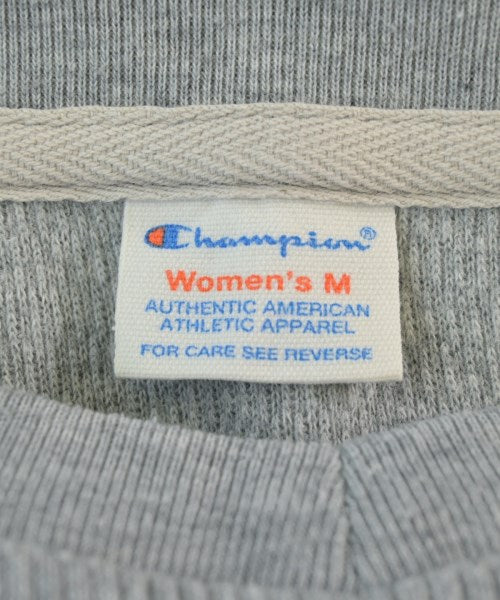 Champion®
Women's M
AUTHENTIC AMERICAN
ATHLETIC APPAREL
FOR CARE SEE REVERSE